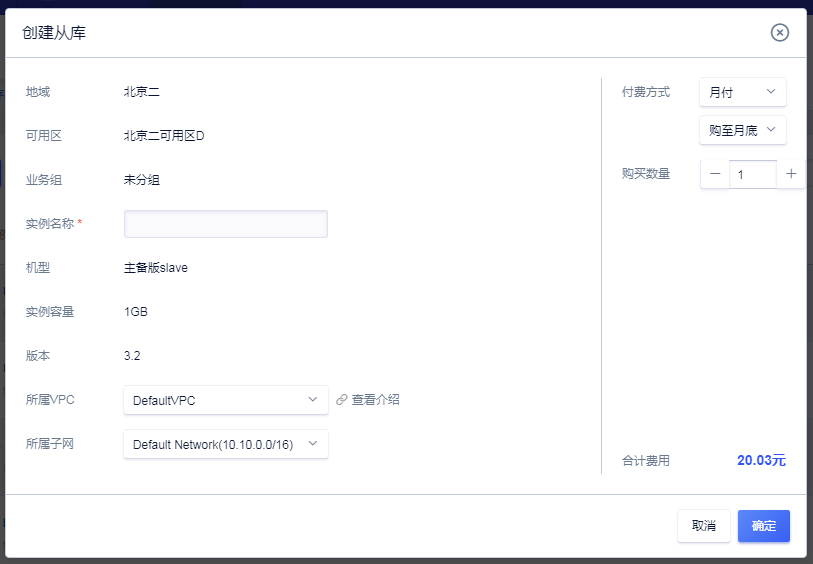 创建从库
地域 北京二
可用区 北京二可用区D
业务组 未分组
实例名称 *
机型 主备版slave
实例容量 1GB
版本 3.2
所属VPC DefaultVPC 查看介绍
所属子网 Default Network(10.10.0.0/16)
付费方式 月付
购至月底
购买数量 1
合计费用 20.03元
取消 确定